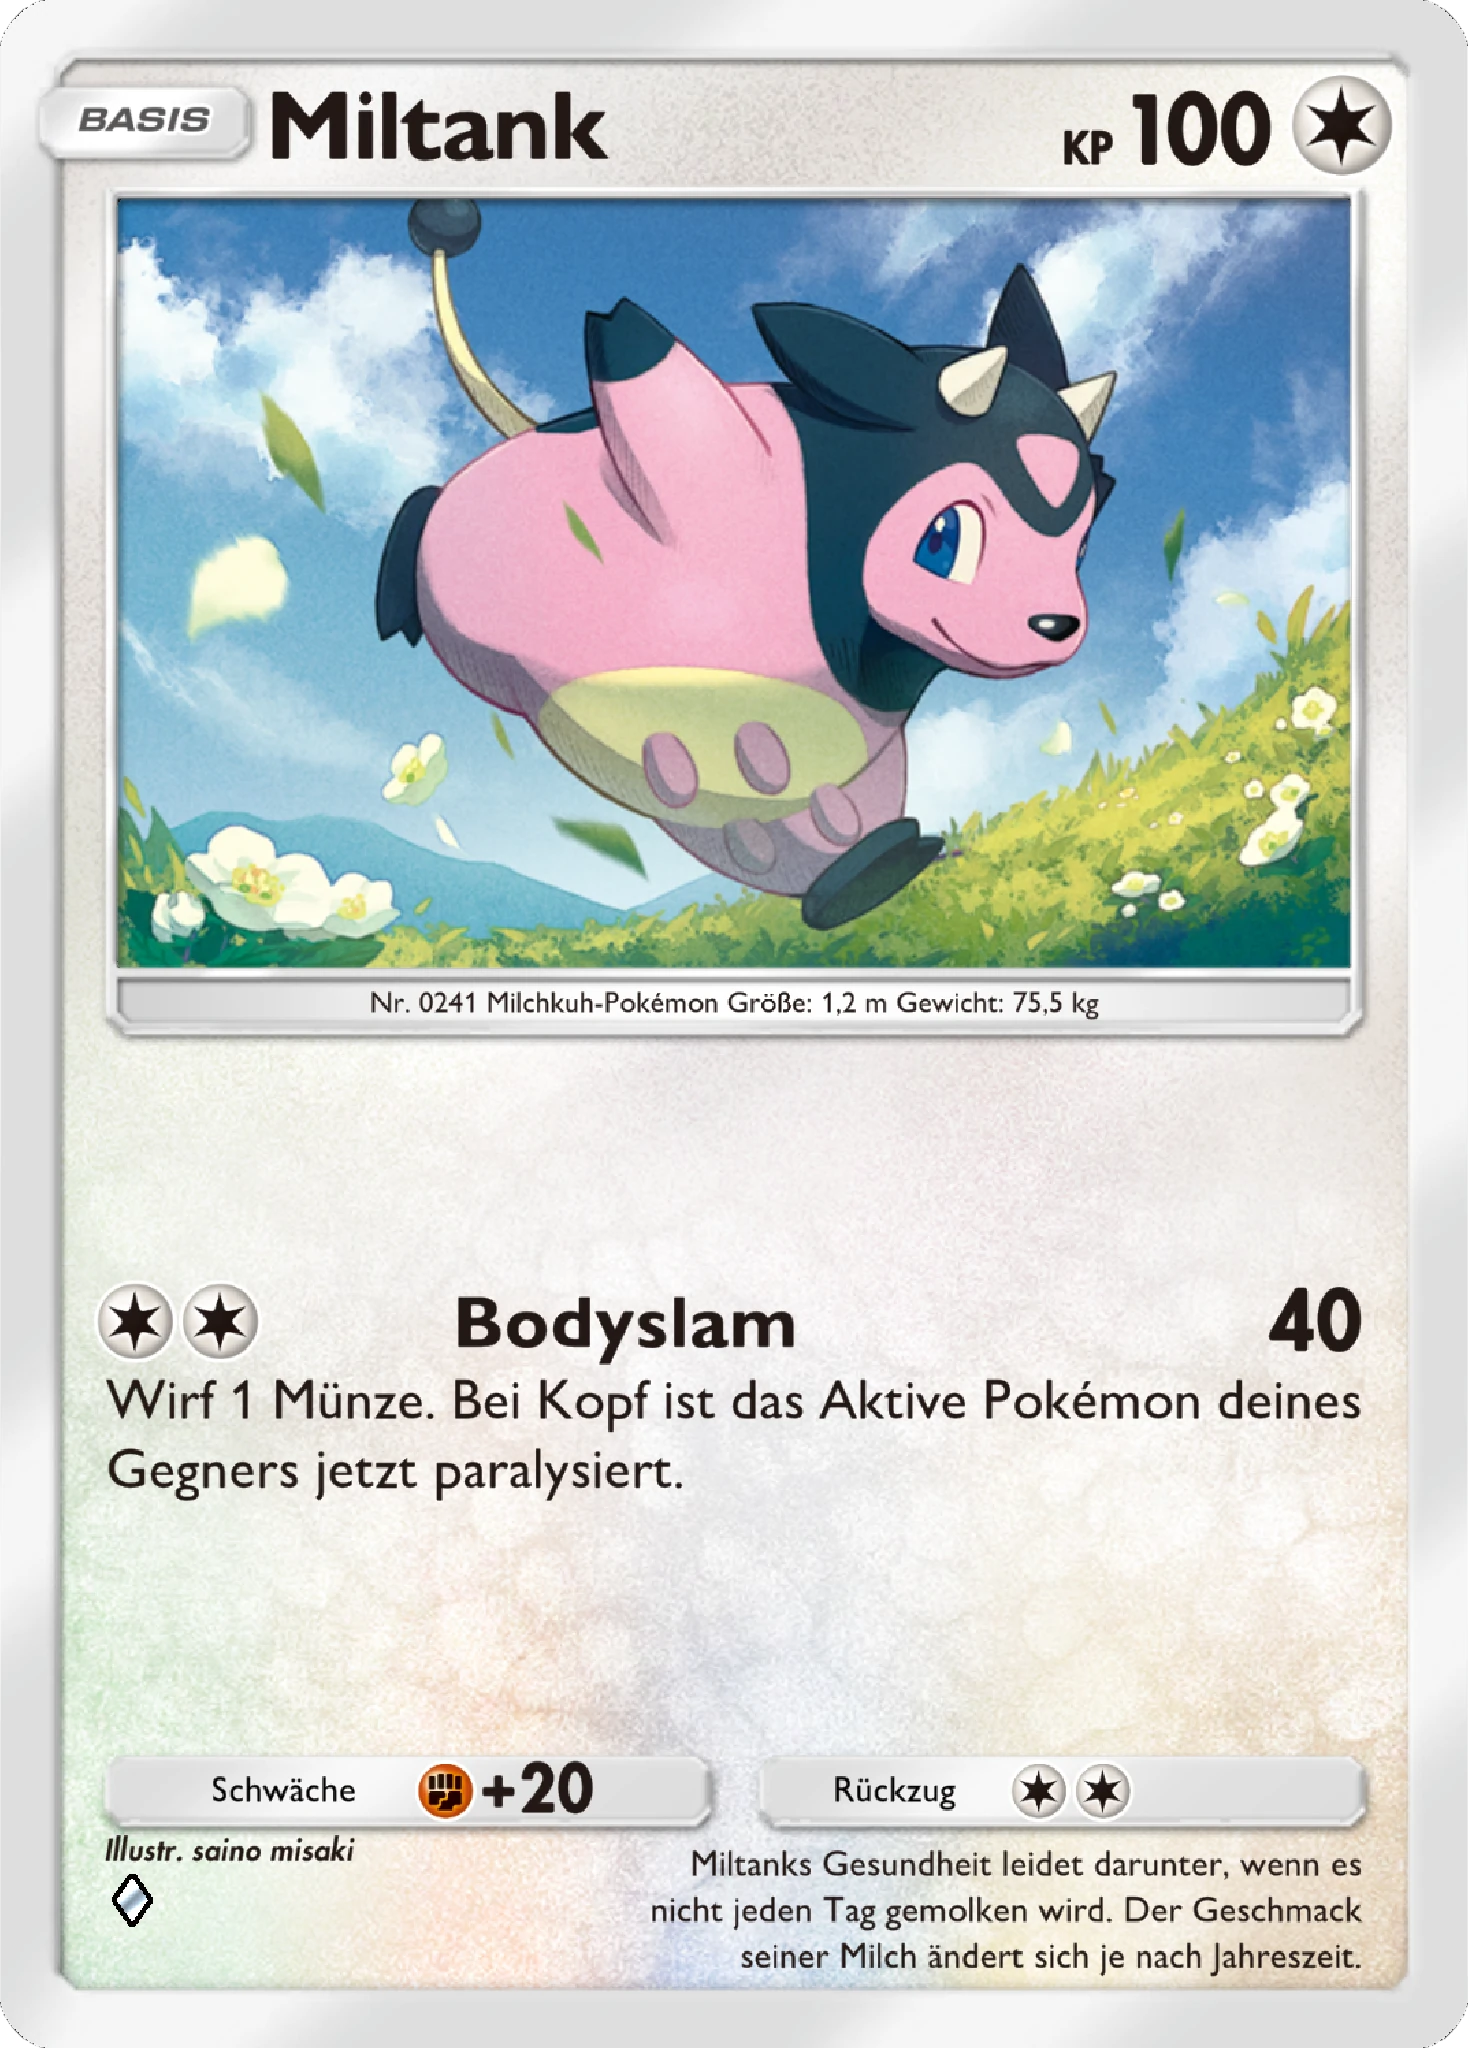 BASIS Miltank KP 100
Nr. 0241 Milchkuh-Pokémon Größe: 1,2 m Gewicht: 75,5 kg
Bodyslam 40
Wirf 1 Münze. Bei Kopf ist das Aktive Pokémon deines
Gegners jetzt paralysiert.
Schwäche +20 Rückzug
Illustr. saino misaki
Miltanks Gesundheit leidet darunter, wenn es
nicht jeden Tag gemolken wird. Der Geschmack
seiner Milch ändert sich je nach Jahreszeit.